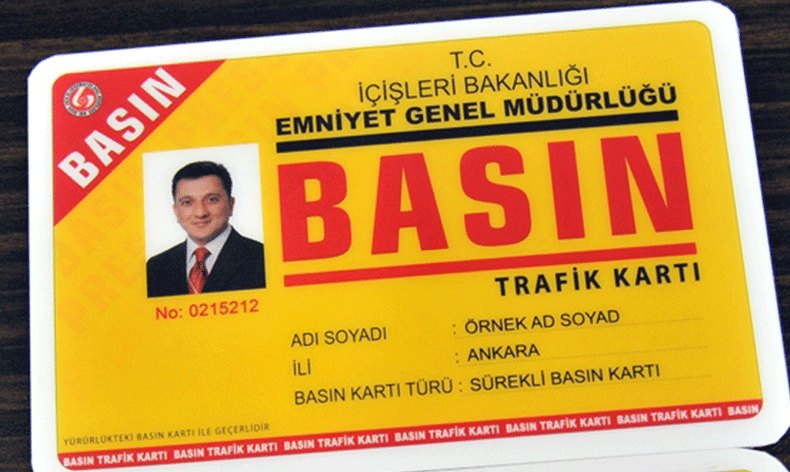 BASIN
T.C.
İÇİŞLERİ BAKANLIĞI
EMNİYET GENEL MÜDÜRLÜĞÜ
BASIN
TRAFİK KARTI
No: 0215212
ADI SOYADI : ÖRNEK AD SOYAD
İLİ : ANKARA
BASIN KARTI TÜRÜ : SÜREKLİ BASIN KARTI
YÜRÜRLÜKTEKİ BASIN KARTI İLE GEÇERLİDİR
BASIN TRAFİK KARTI BASIN TRAFİK KARTI BASIN TRAFİK KARTI BASIN TRAFİK KARTI BASIN TRAFİK KARTI BASIN TRAFİK KARTI BASIN